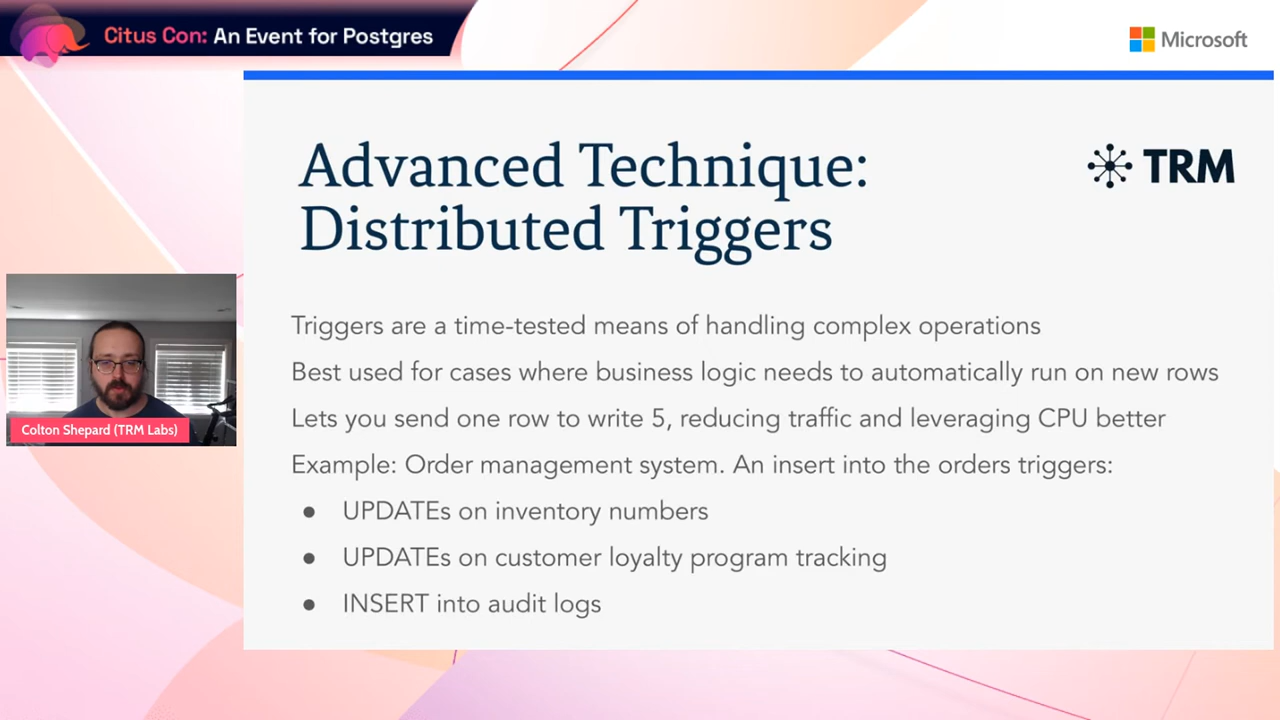 Citus Con: An Event for Postgres
Microsoft
Advanced Technique:
Distributed Triggers
TRM
Triggers are a time-tested means of handling complex operations
Best used for cases where business logic needs to automatically run on new rows
Lets you send one row to write 5, reducing traffic and leveraging CPU better
Example: Order management system. An insert into the orders triggers:
● UPDATEs on inventory numbers
● UPDATEs on customer loyalty program tracking
● INSERT into audit logs
Colton Shepard (TRM Labs)